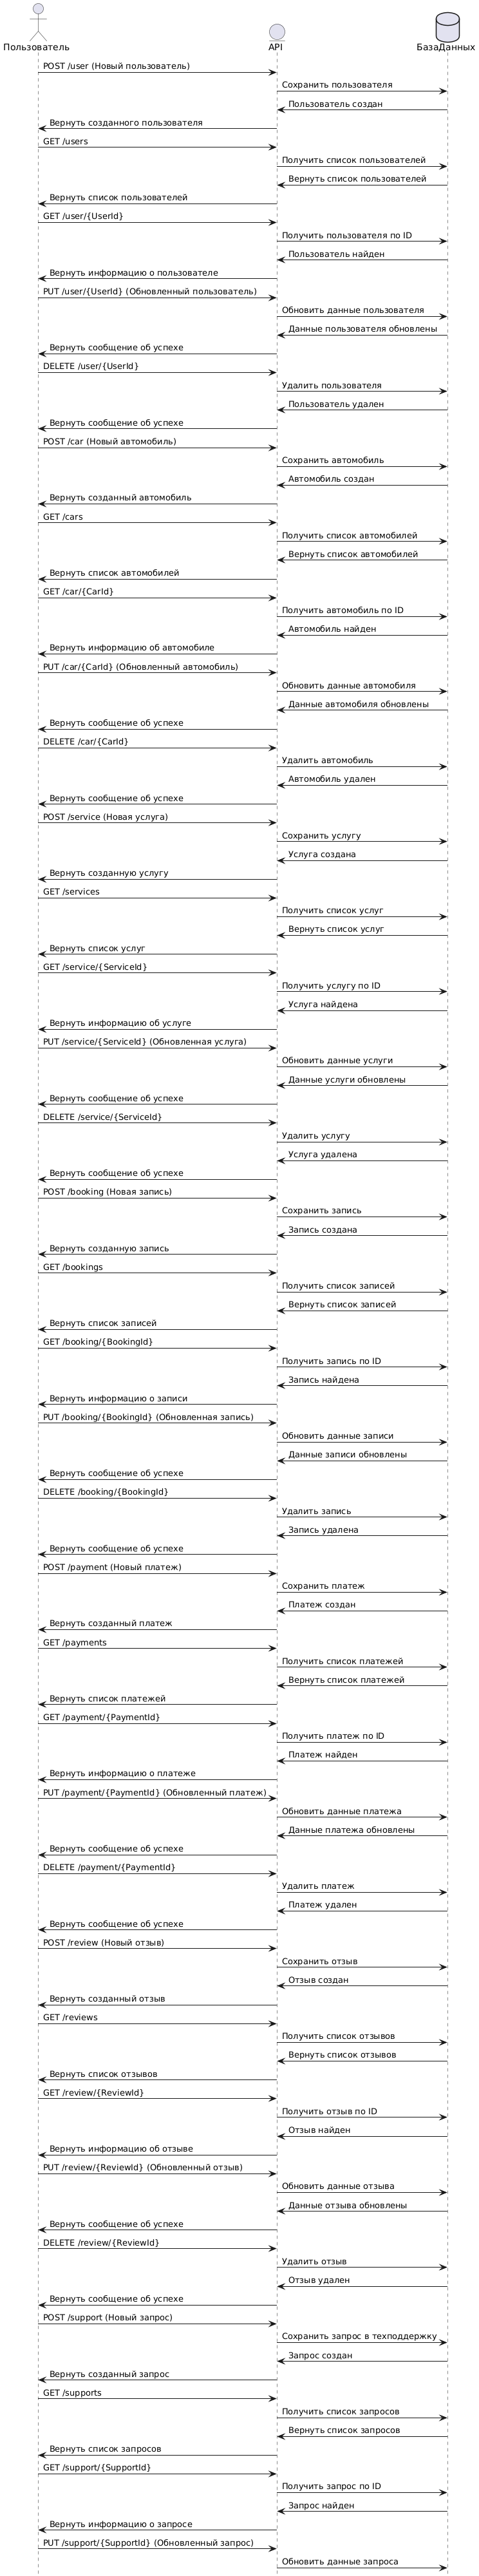 Пользователь
API
БазаДанных
POST /user (Новый пользователь)
Сохранить пользователя
Пользователь создан
Вернуть созданного пользователя
GET /users
Получить список пользователей
Вернуть список пользователей
Вернуть список пользователей
GET /user/{UserId}
Получить пользователя по ID
Пользователь найден
Вернуть информацию о пользователе
PUT /user/{UserId} (Обновленный пользователь)
Обновить данные пользователя
Данные пользователя обновлены
Вернуть сообщение об успехе
DELETE /user/{UserId}
Удалить пользователя
Пользователь удален
Вернуть сообщение об успехе
POST /car (Новый автомобиль)
Сохранить автомобиль
Автомобиль создан
Вернуть созданный автомобиль
GET /cars
Получить список автомобилей
Вернуть список автомобилей
Вернуть список автомобилей
GET /car/{CarId}
Получить автомобиль по ID
Автомобиль найден
Вернуть информацию об автомобиле
PUT /car/{CarId} (Обновленный автомобиль)
Обновить данные автомобиля
Данные автомобиля обновлены
Вернуть сообщение об успехе
DELETE /car/{CarId}
Удалить автомобиль
Автомобиль удален
Вернуть сообщение об успехе
POST /service (Новая услуга)
Сохранить услугу
Услуга создана
Вернуть созданную услугу
GET /services
Получить список услуг
Вернуть список услуг
Вернуть список услуг
GET /service/{ServiceId}
Получить услугу по ID
Услуга найдена
Вернуть информацию об услуге
PUT /service/{ServiceId} (Обновленная услуга)
Обновить данные услуги
Данные услуги обновлены
Вернуть сообщение об успехе
DELETE /service/{ServiceId}
Удалить услугу
Услуга удалена
Вернуть сообщение об успехе
POST /booking (Новая запись)
Сохранить запись
Запись создана
Вернуть созданную запись
GET /bookings
Получить список записей
Вернуть список записей
Вернуть список записей
GET /booking/{BookingId}
Получить запись по ID
Запись найдена
Вернуть информацию о записи
PUT /booking/{BookingId} (Обновленная запись)
Обновить данные записи
Данные записи обновлены
Вернуть сообщение об успехе
DELETE /booking/{BookingId}
Удалить запись
Запись удалена
Вернуть сообщение об успехе
POST /payment (Новый платеж)
Сохранить платеж
Платеж создан
Вернуть созданный платеж
GET /payments
Получить список платежей
Вернуть список платежей
Вернуть список платежей
GET /payment/{PaymentId}
Получить платеж по ID
Платеж найден
Вернуть информацию о платеже
PUT /payment/{PaymentId} (Обновленный платеж)
Обновить данные платежа
Данные платежа обновлены
Вернуть сообщение об успехе
DELETE /payment/{PaymentId}
Удалить платеж
Платеж удален
Вернуть сообщение об успехе
POST /review (Новый отзыв)
Сохранить отзыв
Отзыв создан
Вернуть созданный отзыв
GET /reviews
Получить список отзывов
Вернуть список отзывов
Вернуть список отзывов
GET /review/{ReviewId}
Получить отзыв по ID
Отзыв найден
Вернуть информацию об отзыве
PUT /review/{ReviewId} (Обновленный отзыв)
Обновить данные отзыва
Данные отзыва обновлены
Вернуть сообщение об успехе
DELETE /review/{ReviewId}
Удалить отзыв
Отзыв удален
Вернуть сообщение об успехе
POST /support (Новый запрос)
Сохранить запрос в техподдержку
Запрос создан
Вернуть созданный запрос
GET /supports
Получить список запросов
Вернуть список запросов
Вернуть список запросов
GET /support/{SupportId}
Получить запрос по ID
Запрос найден
Вернуть информацию о запросе
PUT /support/{SupportId} (Обновленный запрос)
Обновить данные запроса